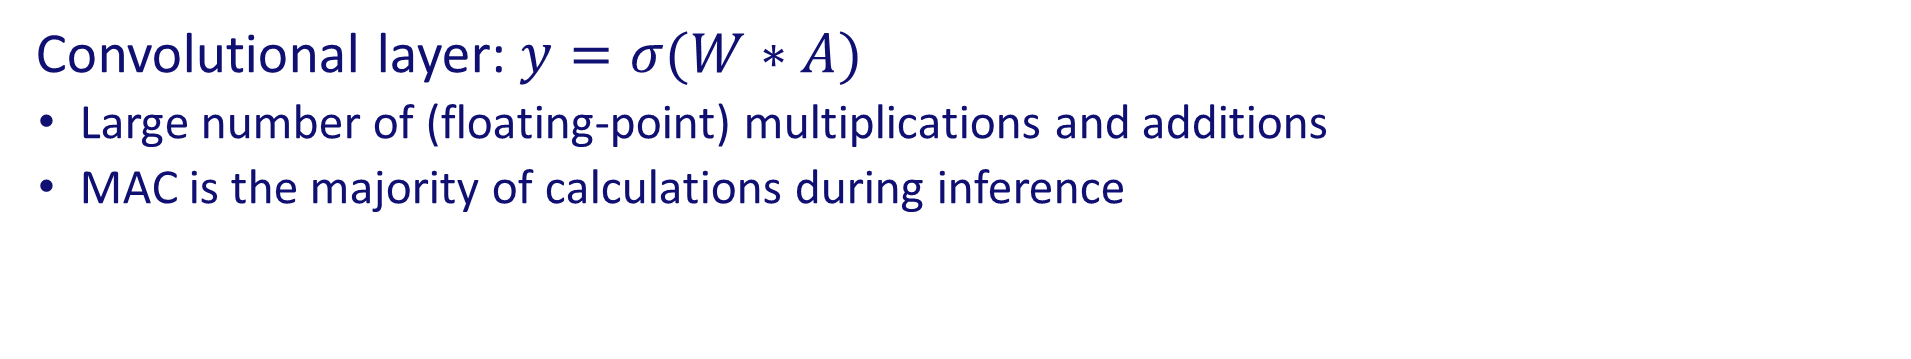 Convolutional layer: 𝑦 = 𝜎(𝑊 ∗ 𝐴)
• Large number of (floating-point) multiplications and additions
• MAC is the majority of calculations during inference